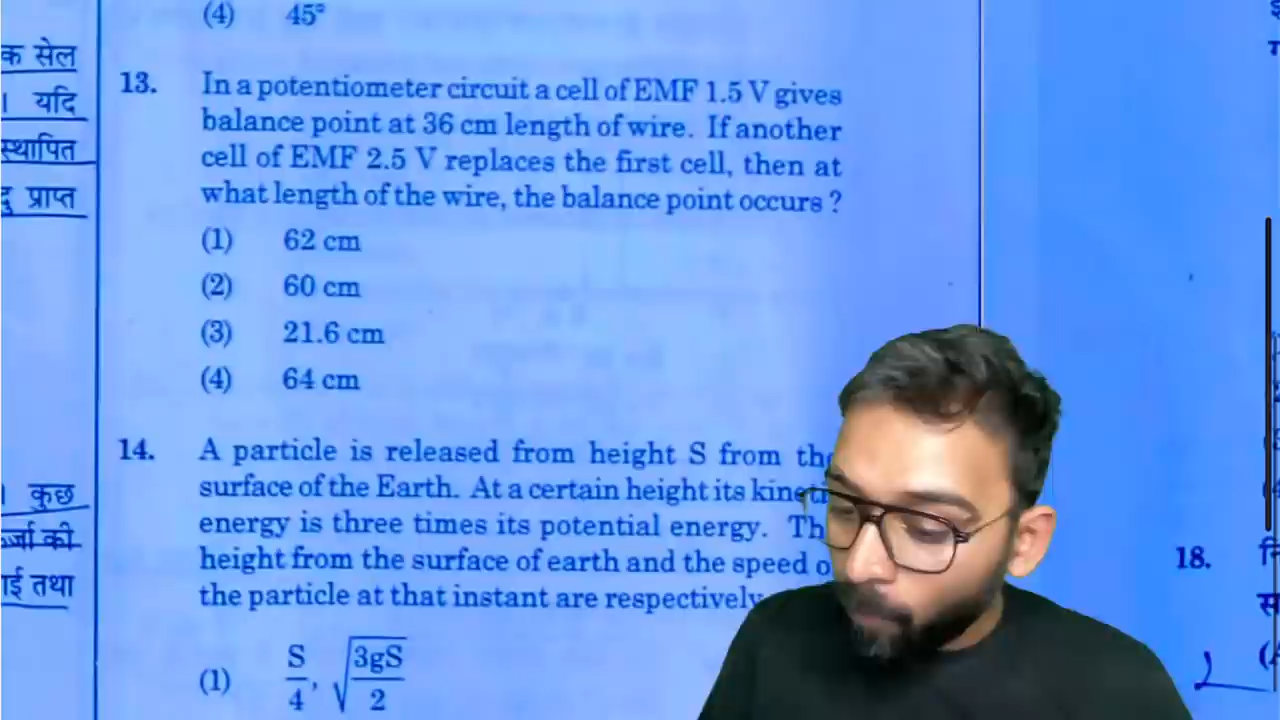 (4) 45°
क सेल
। यदि
स्थापित
दु प्राप्त
13. In a potentiometer circuit a cell of EMF 1.5 V gives
balance point at 36 cm length of wire. If another
cell of EMF 2.5 V replaces the first cell, then at
what length of the wire, the balance point occurs ?
(1) 62 cm
(2) 60 cm
(3) 21.6 cm
(4) 64 cm
। कुछ
र्जा की
ाई तथा
14. A particle is released from height S from the
surface of the Earth. At a certain height its kineti
energy is three times its potential energy. Th
height from the surface of earth and the speed o
the particle at that instant are respectively
(1) S/4, √3gS/2
18.